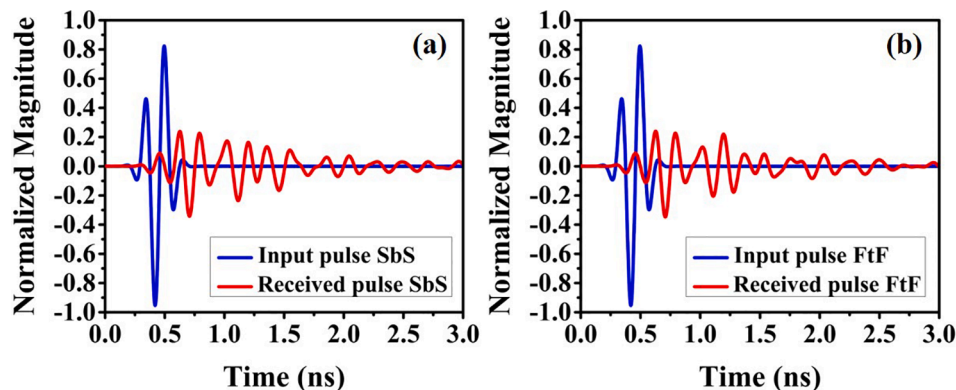 (a)
Normalized Magnitude
1.0
0.8
0.6
0.4
0.2
0.0
-0.2
-0.4
-0.6
-0.8
-1.0
Input pulse SbS
Received pulse SbS
0.0 0.5 1.0 1.5 2.0 2.5 3.0
Time (ns)
(b)
Normalized Magnitude
1.0
0.8
0.6
0.4
0.2
0.0
-0.2
-0.4
-0.6
-0.8
-1.0
Input pulse FtF
Received pulse FtF
0.0 0.5 1.0 1.5 2.0 2.5 3.0
Time (ns)